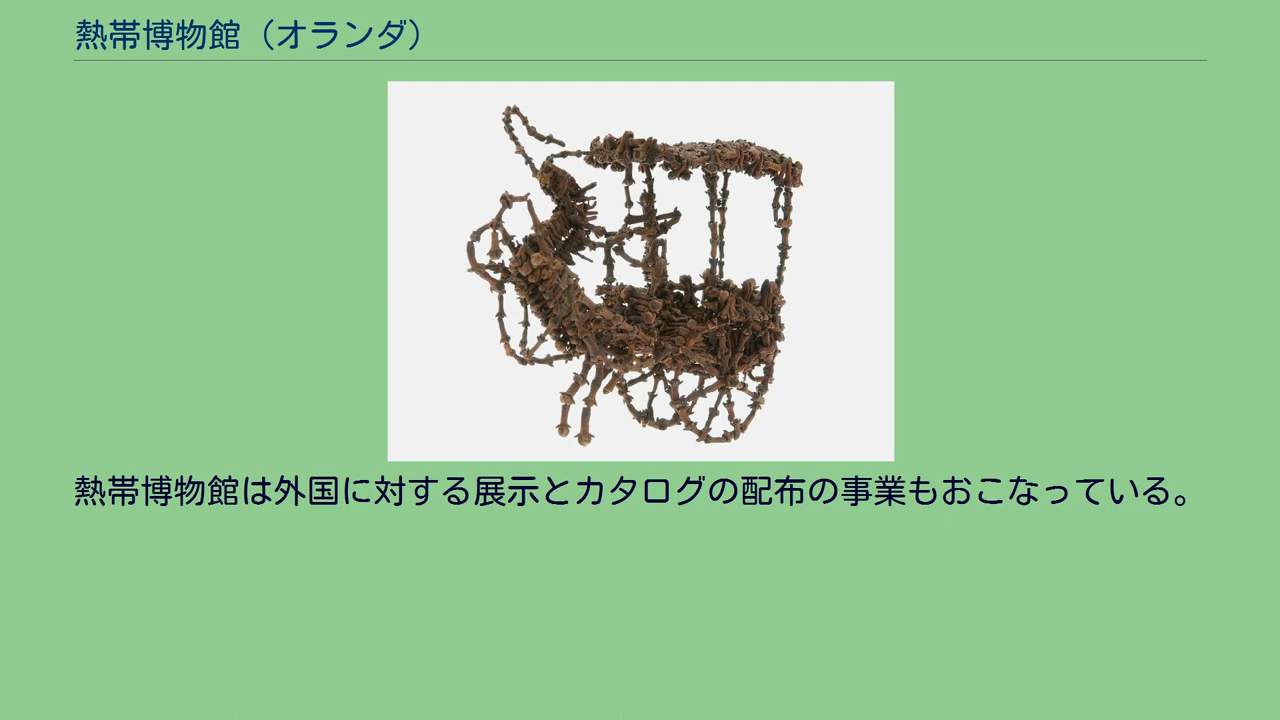 熱帯博物館（オランダ）
熱帯博物館は外国に対する展示とカタログの配布の事業もおこなっている。